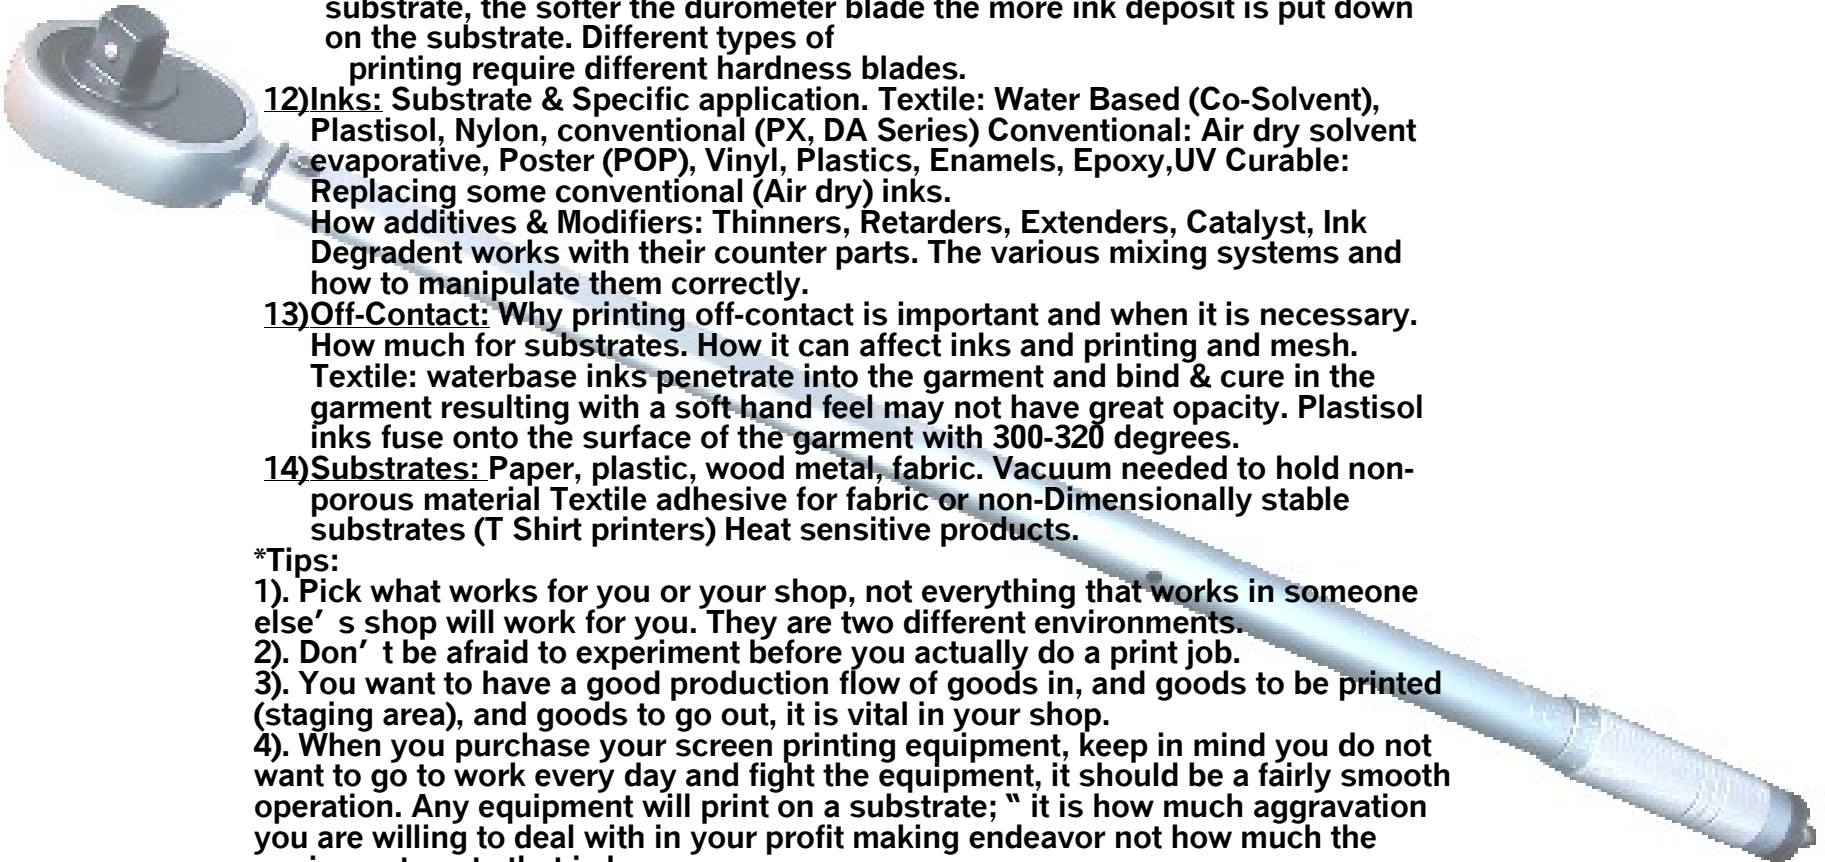 substrate, the softer the durometer blade the more ink deposit is put down
on the substrate. Different types of
printing require different hardness blades.
12)Inks: Substrate & Specific application. Textile: Water Based (Co-Solvent),
Plastisol, Nylon, conventional (PX, DA Series) Conventional: Air dry solvent
evaporative, Poster (POP), Vinyl, Plastics, Enamels, Epoxy,UV Curable:
Replacing some conventional (Air dry) inks.
How additives & Modifiers: Thinners, Retarders, Extenders, Catalyst, Ink
Degradent works with their counter parts. The various mixing systems and
how to manipulate them correctly.
13)Off-Contact: Why printing off-contact is important and when it is necessary.
How much for substrates. How it can affect inks and printing and mesh.
Textile: waterbase inks penetrate into the garment and bind & cure in the
garment resulting with a soft hand feel may not have great opacity. Plastisol
inks fuse onto the surface of the garment with 300-320 degrees.
14)Substrates: Paper, plastic, wood metal, fabric. Vacuum needed to hold non-
porous material Textile adhesive for fabric or non-Dimensionally stable
substrates (T Shirt printers) Heat sensitive products.
*Tips:
1). Pick what works for you or your shop, not everything that works in someone
else’ s shop will work for you. They are two different environments.
2). Don’ t be afraid to experiment before you actually do a print job.
3). You want to have a good production flow of goods in, and goods to be printed
(staging area), and goods to go out, it is vital in your shop.
4). When you purchase your screen printing equipment, keep in mind you do not
want to go to work every day and fight the equipment, it should be a fairly smooth
operation. Any equipment will print on a substrate; “ it is how much aggravation
you are willing to deal with in your profit making endeavor not how much the